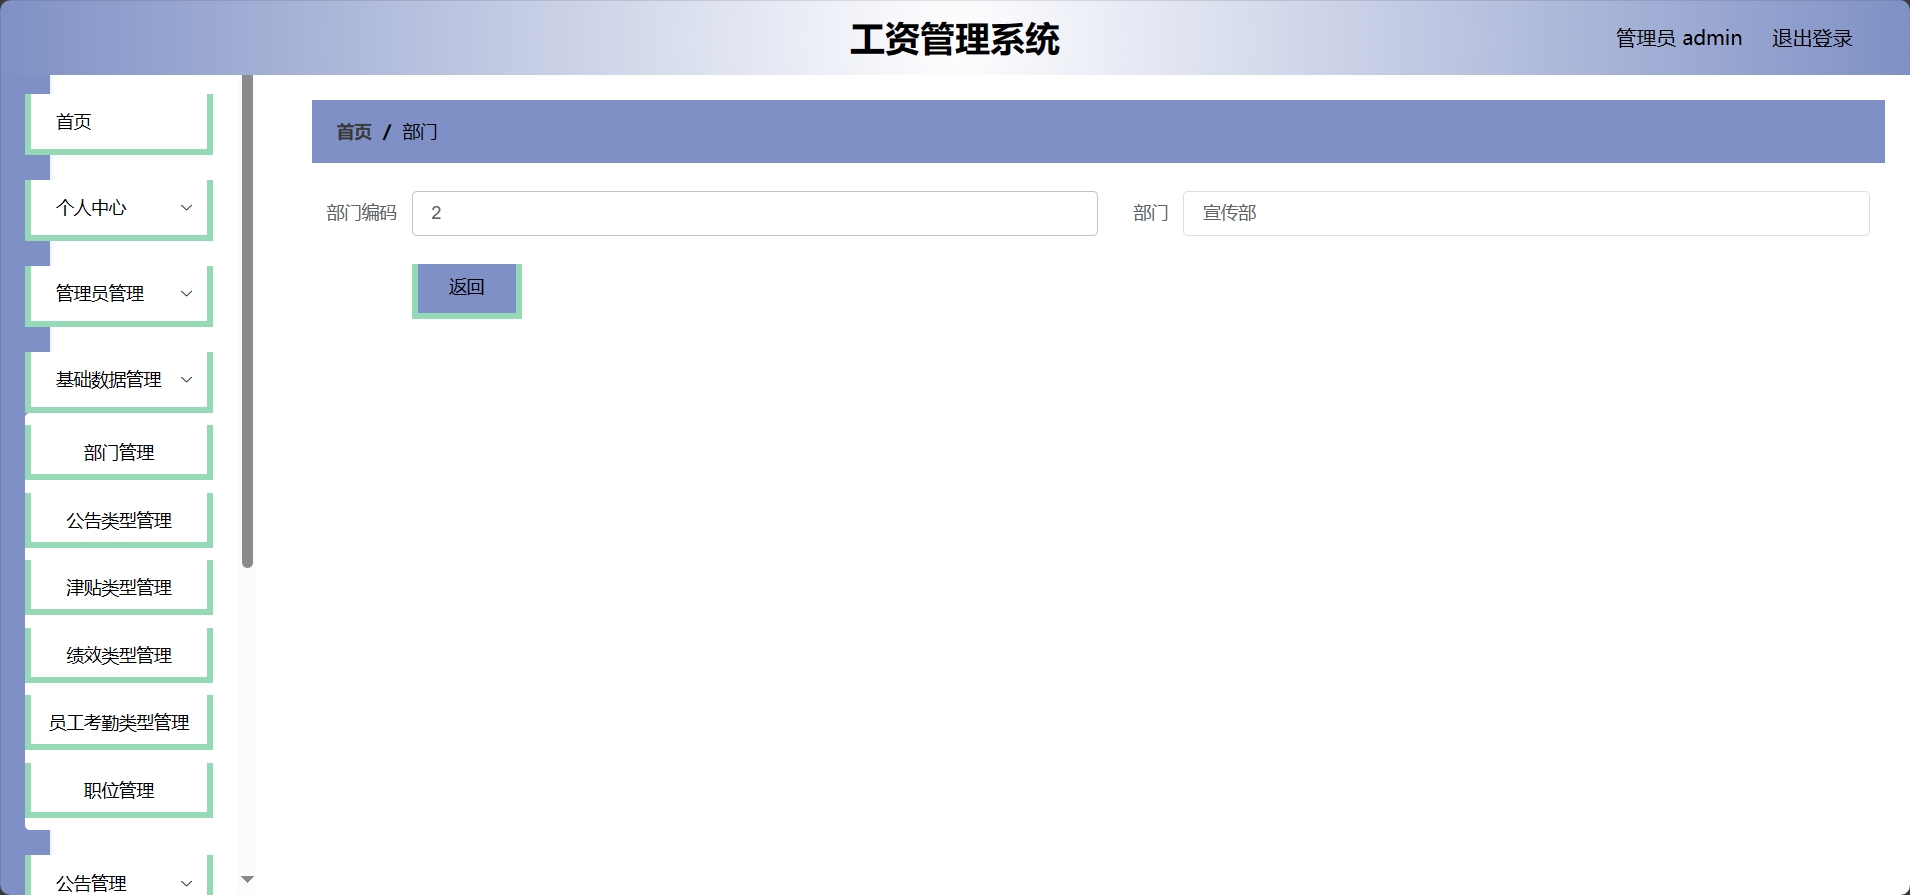 工资管理系统
管理员 admin
退出登录
首页
个人中心
管理员管理
基础数据管理
部门管理
公告类型管理
津贴类型管理
绩效类型管理
员工考勤类型管理
职位管理
公告管理
首页 / 部门
部门编码 2
部门 宣传部
返回